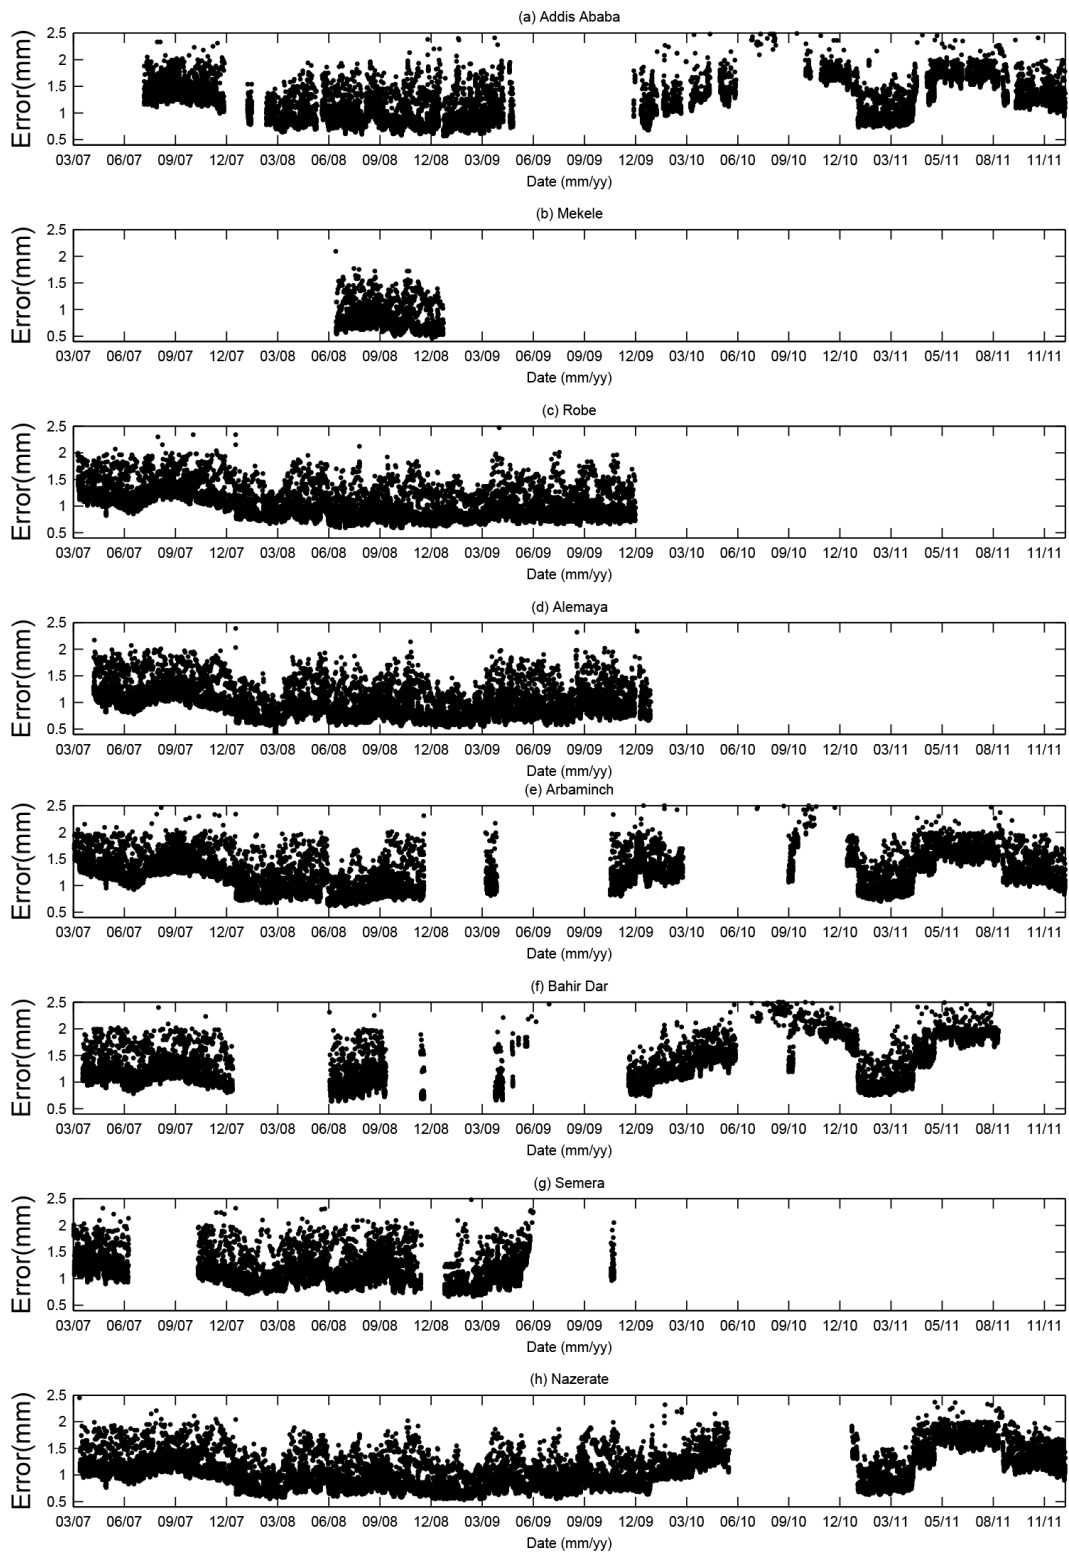 (a) Addis Ababa
Error(mm)
2.5
2
1.5
1
0.5
03/07 06/07 09/07 12/07 03/08 06/08 09/08 12/08 03/09 06/09 09/09 12/09 03/10 06/10 09/10 12/10 03/11 05/11 08/11 11/11
Date (mm/yy)
(b) Mekele
Error(mm)
2.5
2
1.5
1
0.5
03/07 06/07 09/07 12/07 03/08 06/08 09/08 12/08 03/09 06/09 09/09 12/09 03/10 06/10 09/10 12/10 03/11 05/11 08/11 11/11
Date (mm/yy)
(c) Robe
Error(mm)
2.5
2
1.5
1
0.5
03/07 06/07 09/07 12/07 03/08 06/08 09/08 12/08 03/09 06/09 09/09 12/09 03/10 06/10 09/10 12/10 03/11 05/11 08/11 11/11
Date (mm/yy)
(d) Alemaya
Error(mm)
2.5
2
1.5
1
0.5
03/07 06/07 09/07 12/07 03/08 06/08 09/08 12/08 03/09 06/09 09/09 12/09 03/10 06/10 09/10 12/10 03/11 05/11 08/11 11/11
Date (mm/yy)
(e) Arbaminch
Error(mm)
2.5
2
1.5
1
0.5
03/07 06/07 09/07 12/07 03/08 06/08 09/08 12/08 03/09 06/09 09/09 12/09 03/10 06/10 09/10 12/10 03/11 05/11 08/11 11/11
Date (mm/yy)
(f) Bahir Dar
Error(mm)
2.5
2
1.5
1
0.5
03/07 06/07 09/07 12/07 03/08 06/08 09/08 12/08 03/09 06/09 09/09 12/09 03/10 06/10 09/10 12/10 03/11 05/11 08/11 11/11
Date (mm/yy)
(g) Semera
Error(mm)
2.5
2
1.5
1
0.5
03/07 06/07 09/07 12/07 03/08 06/08 09/08 12/08 03/09 06/09 09/09 12/09 03/10 06/10 09/10 12/10 03/11 05/11 08/11 11/11
Date (mm/yy)
(h) Nazerate
Error(mm)
2.5
2
1.5
1
0.5
03/07 06/07 09/07 12/07 03/08 06/08 09/08 12/08 03/09 06/09 09/09 12/09 03/10 06/10 09/10 12/10 03/11 05/11 08/11 11/11
Date (mm/yy)